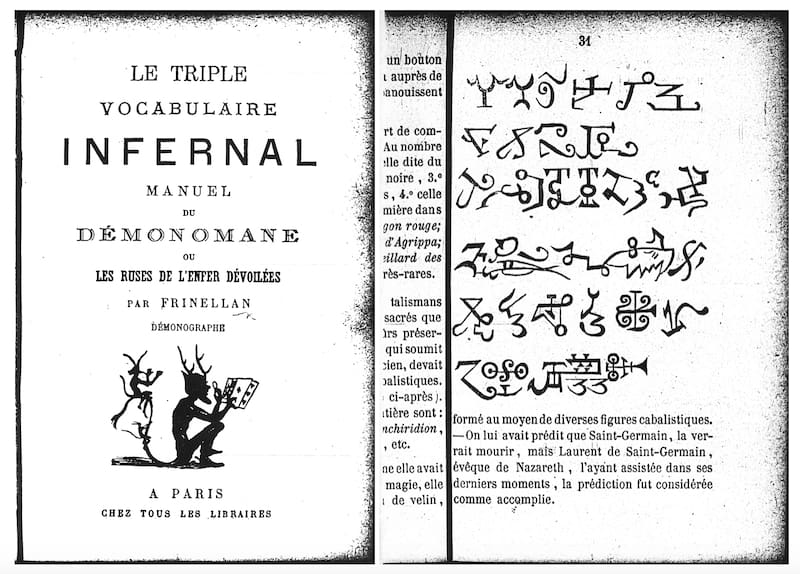 LE TRIPLE
VOCABULAIRE
INFERNAL
MANUEL
DU
DÉMONOMANE
OU
LES RUSES DE L'ENFER DÉVOILÉES
PAR FRINELLAN
DÉMONOGRAPHE
A PARIS
CHEZ TOUS LES LIBRAIRES
un bouton
auprès de
anouissent
rt de com-
Au nombre
lle dite du
noire, 3.º
s, 4.º celle
mière dans
gon rouge;
d'Agrippa;
illard des
rès-rares.
talismans
sacrés que
rs préser-
qui soumit
cien, devait
balistiques.
ci-après).
tière sont:
nchiridion,
, etc.
ne elle avait
magie, elle
de velin,
31
formé au moyen de diverses figures cabalistiques.
—On lui avait prédit que Saint-Germain, la ver-
rait mourir, mais Laurent de Saint-Germain,
évêque de Nazareth, l'ayant assistée dans ses
derniers moments, la prédiction fut considérée
comme accomplie.